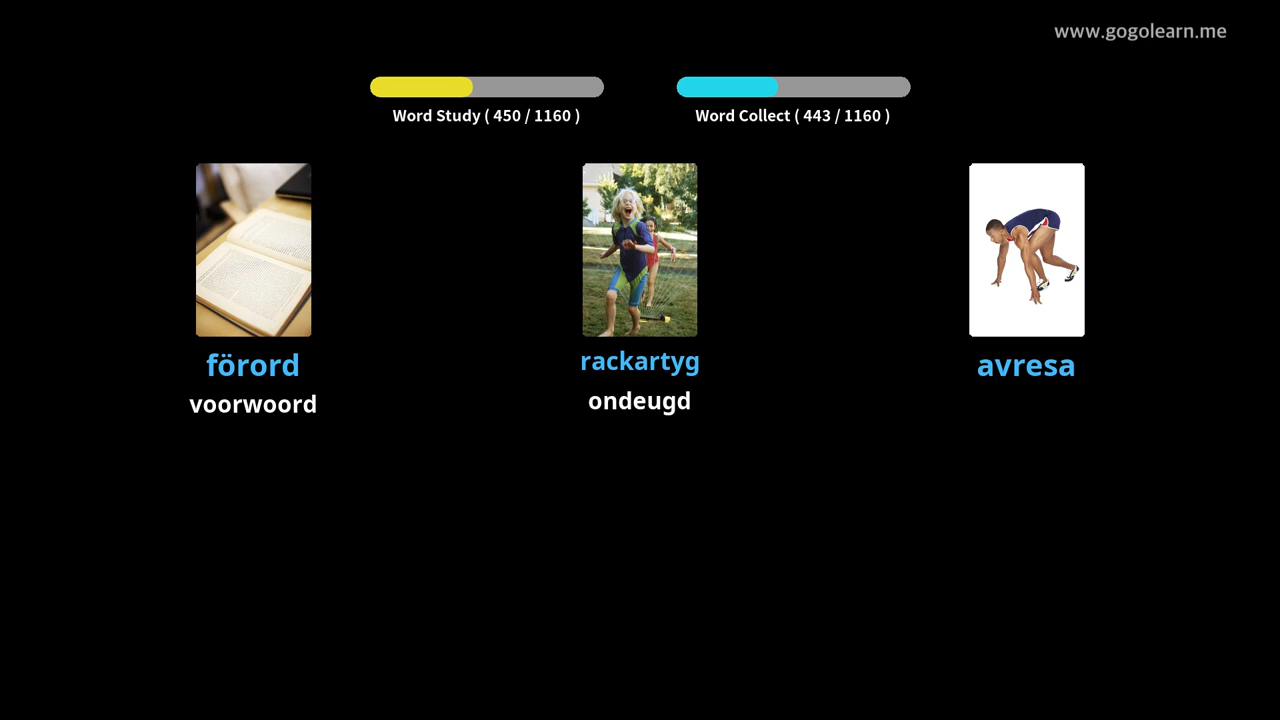 www.gogolearn.me
Word Study ( 450 / 1160 )
Word Collect ( 443 / 1160 )
förord
voorwoord
rackartyg
ondeugd
avresa